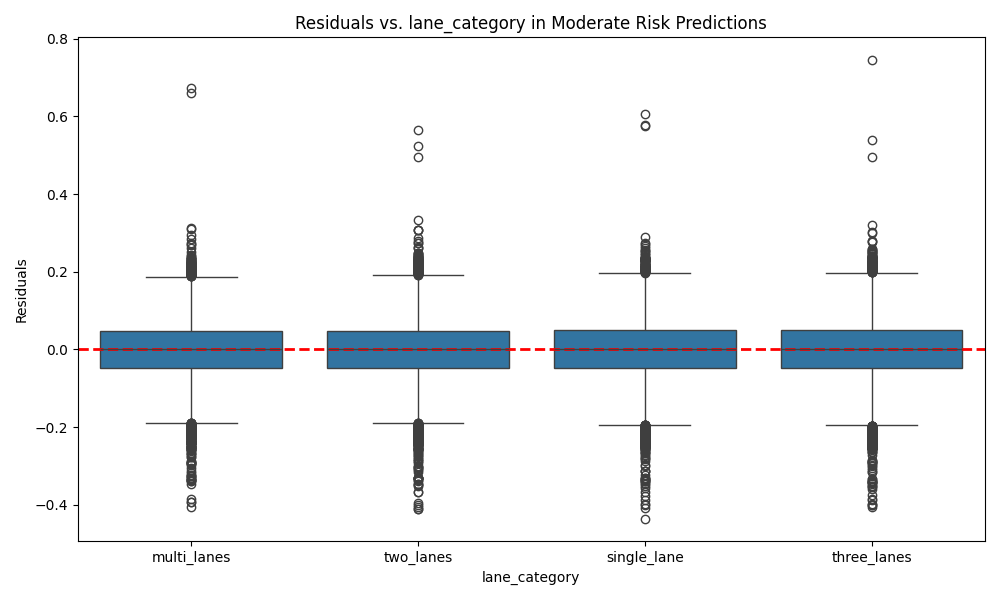 Residuals vs. lane_category in Moderate Risk Predictions
0.8
0.6
0.4
0.2
0.0
−0.2
−0.4
Residuals
multi_lanes
two_lanes
single_lane
three_lanes
lane_category